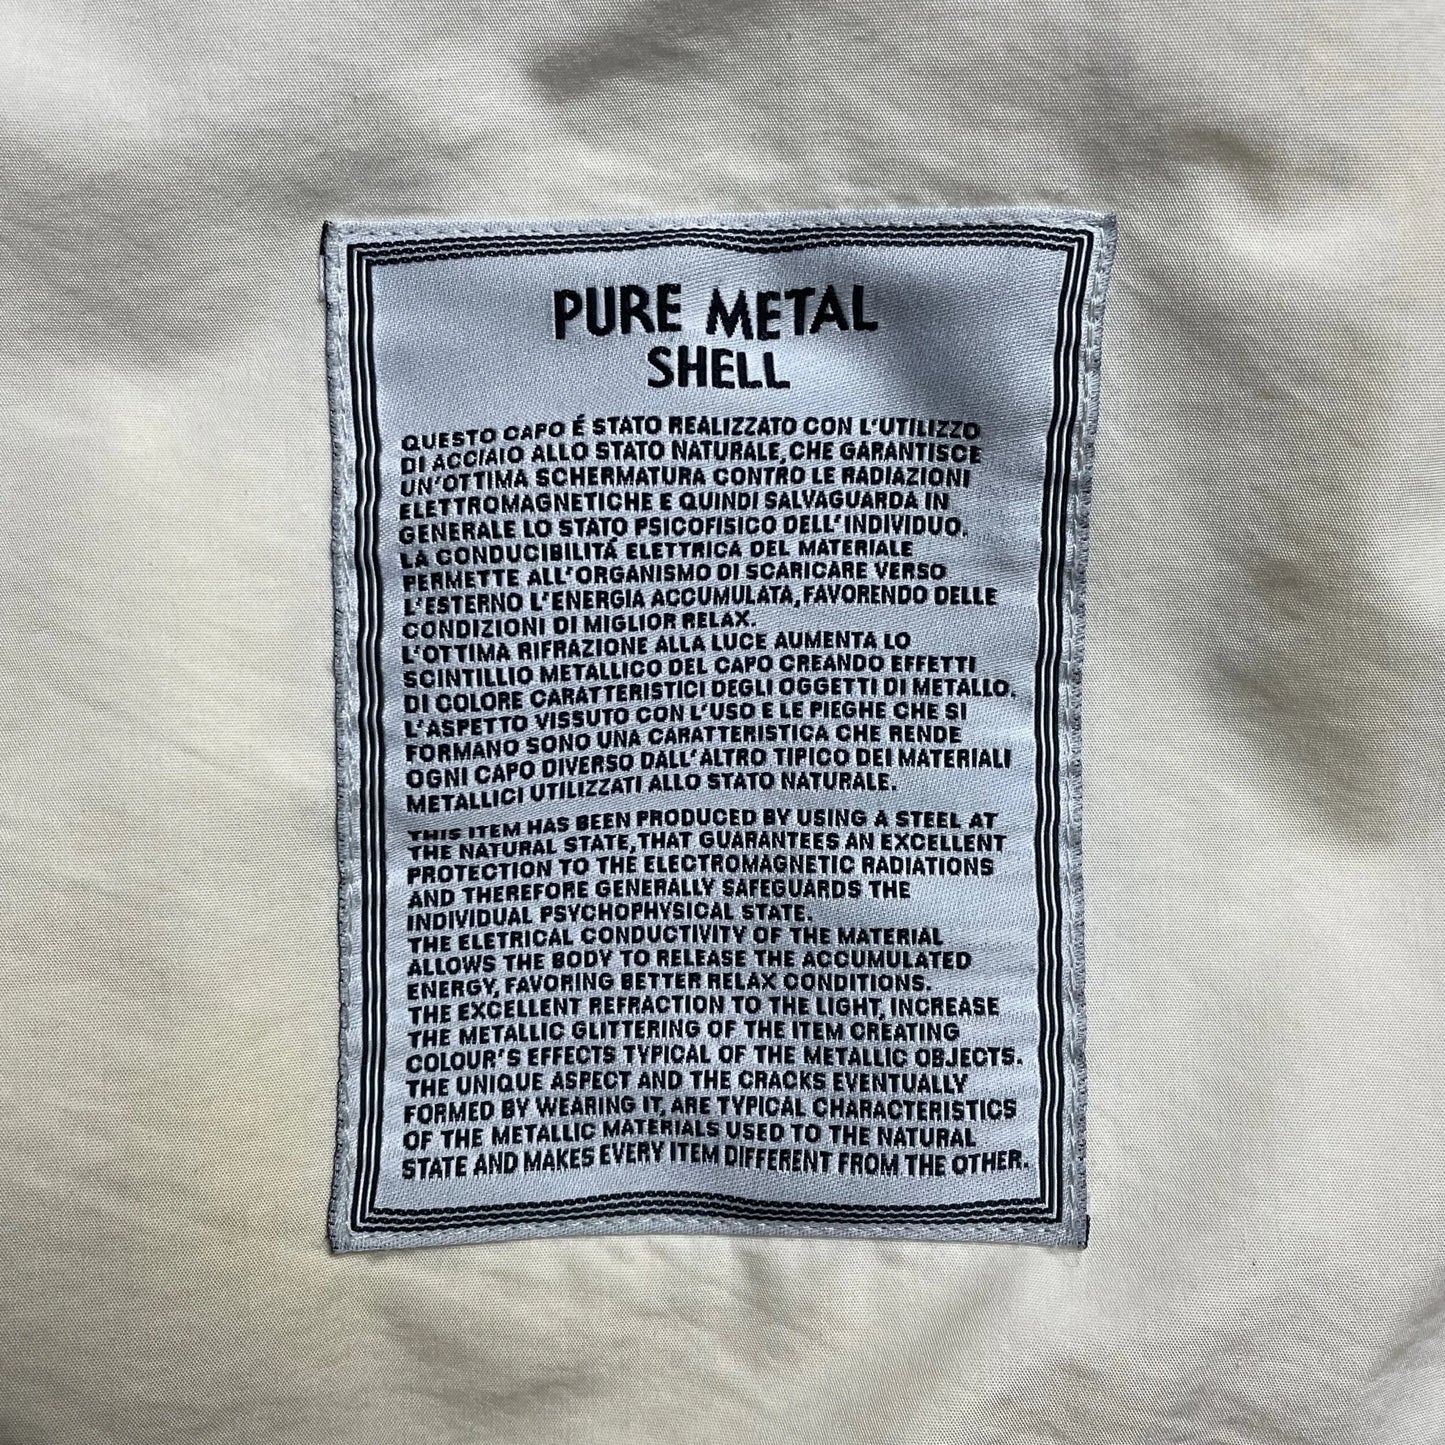 PURE METAL
SHELL
QUESTO CAPO É STATO REALIZZATO CON L'UTILIZZO
DI ACCIAIO ALLO STATO NATURALE, CHE GARANTISCE
UN'OTTIMA SCHERMATURA CONTRO LE RADIAZIONI
ELETTROMAGNETICHE E QUINDI SALVAGUARDA IN
GENERALE LO STATO PSICOFISICO DELL'INDIVIDUO.
LA CONDUCIBILITÁ ELETTRICA DEL MATERIALE
PERMETTE ALL'ORGANISMO DI SCARICARE VERSO
L'ESTERNO L'ENERGIA ACCUMULATA, FAVORENDO DELLE
CONDIZIONI DI MIGLIOR RELAX.
L'OTTIMA RIFRAZIONE ALLA LUCE AUMENTA LO
SCINTILLIO METALLICO DEL CAPO CREANDO EFFETTI
DI COLORE CARATTERISTICI DEGLI OGGETTI DI METALLO.
L'ASPETTO VISSUTO CON L'USO E LE PIEGHE CHE SI
FORMANO SONO UNA CARATTERISTICA CHE RENDE
OGNI CAPO DIVERSO DALL'ALTRO TIPICO DEI MATERIALI
METALLICI UTILIZZATI ALLO STATO NATURALE.
THIS ITEM HAS BEEN PRODUCED BY USING A STEEL AT
THE NATURAL STATE, THAT GUARANTEES AN EXCELLENT
PROTECTION TO THE ELECTROMAGNETIC RADIATIONS
AND THEREFORE GENERALLY SAFEGUARDS THE
INDIVIDUAL PSYCHOPHYSICAL STATE.
THE ELETRICAL CONDUCTIVITY OF THE MATERIAL
ALLOWS THE BODY TO RELEASE THE ACCUMULATED
ENERGY, FAVORING BETTER RELAX CONDITIONS.
THE EXCELLENT REFRACTION TO THE LIGHT, INCREASE
THE METALLIC GLITTERING OF THE ITEM CREATING
COLOUR'S EFFECTS TYPICAL OF THE METALLIC OBJECTS.
THE UNIQUE ASPECT AND THE CRACKS EVENTUALLY
FORMED BY WEARING IT, ARE TYPICAL CHARACTERISTICS
OF THE METALLIC MATERIALS USED TO THE NATURAL
STATE AND MAKES EVERY ITEM DIFFERENT FROM THE OTHER.